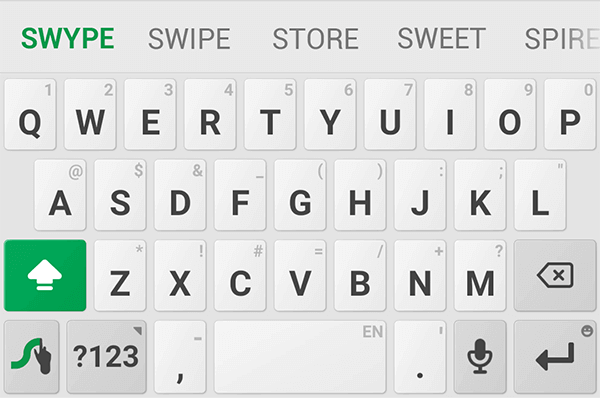 SWYPE SWIPE STORE SWEET SPIRE
1 2 3 4 5 6 7 8 9 0
Q W E R T Y U I O P
@ $ & _ ( ) : ; "
A S D F G H J K L
* ! # = / + ?
Z X C V B N M
- EN '
?123 , .